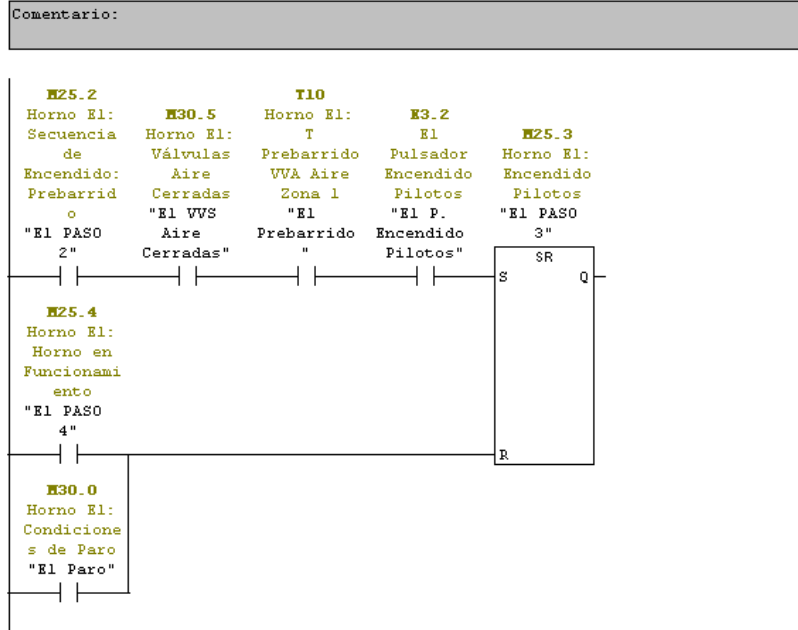 Comentario:
M25.2
Horno E1:
Secuencia
de
Encendido:
Prebarrid
o
"E1 PASO
2"
M30.5
Horno E1:
Válvulas
Aire
Cerradas
"E1 VVS
Aire
Cerradas"
T10
Horno E1:
T
Prebarrido
VVA Aire
Zona 1
"E1
Prebarrido
"
E3.2
E1
Pulsador
Encendido
Pilotos
"E1 P.
Encendido
Pilotos"
M25.3
Horno E1:
Encendido
Pilotos
"E1 PASO
3"
SR
S
Q
M25.4
Horno E1:
Horno en
Funcionami
ento
"E1 PASO
4"
R
M30.0
Horno E1:
Condicione
s de Paro
"E1 Paro"